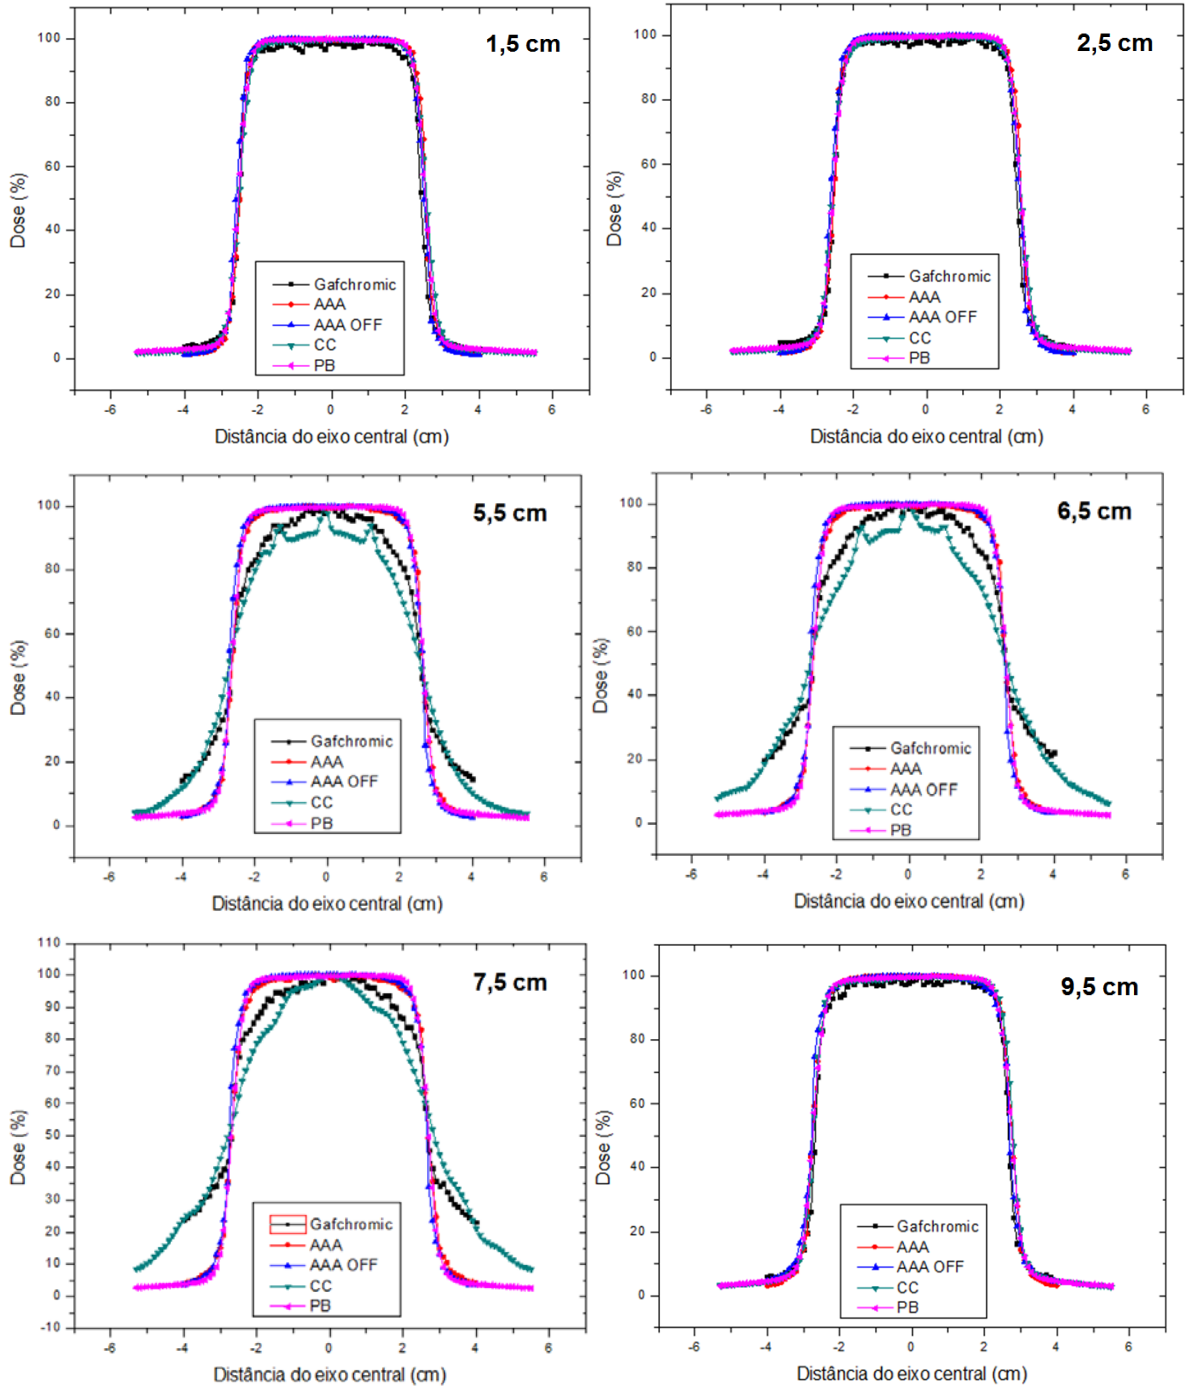 1,5 cm
100
80
60
40
20
0
Dose (%)
Gafchromic
AAA
AAA OFF
CC
PB
-6 -4 -2 0 2 4 6
Distância do eixo central (cm)
2,5 cm
100
80
60
40
20
0
Dose (%)
Gafchromic
AAA
AAA OFF
CC
PB
-6 -4 -2 0 2 4 6
Distância do eixo central (cm)
5,5 cm
100
80
60
40
20
0
Dose (%)
Gafchromic
AAA
AAA OFF
CC
PB
-6 -4 -2 0 2 4 6
Distância do eixo central (cm)
6,5 cm
100
80
60
40
20
0
Dose (%)
Gafchromic
AAA
AAA OFF
CC
PB
-6 -4 -2 0 2 4 6
Distância do eixo central (cm)
7,5 cm
110
100
90
80
70
60
50
40
30
20
10
0
-10
Dose (%)
Gafchromic
AAA
AAA OFF
CC
PB
-6 -4 -2 0 2 4 6
Distância do eixo central (cm)
9,5 cm
100
80
60
40
20
0
Dose (%)
Gafchromic
AAA
AAA OFF
CC
PB
-6 -4 -2 0 2 4 6
Distância do eixo central (cm)